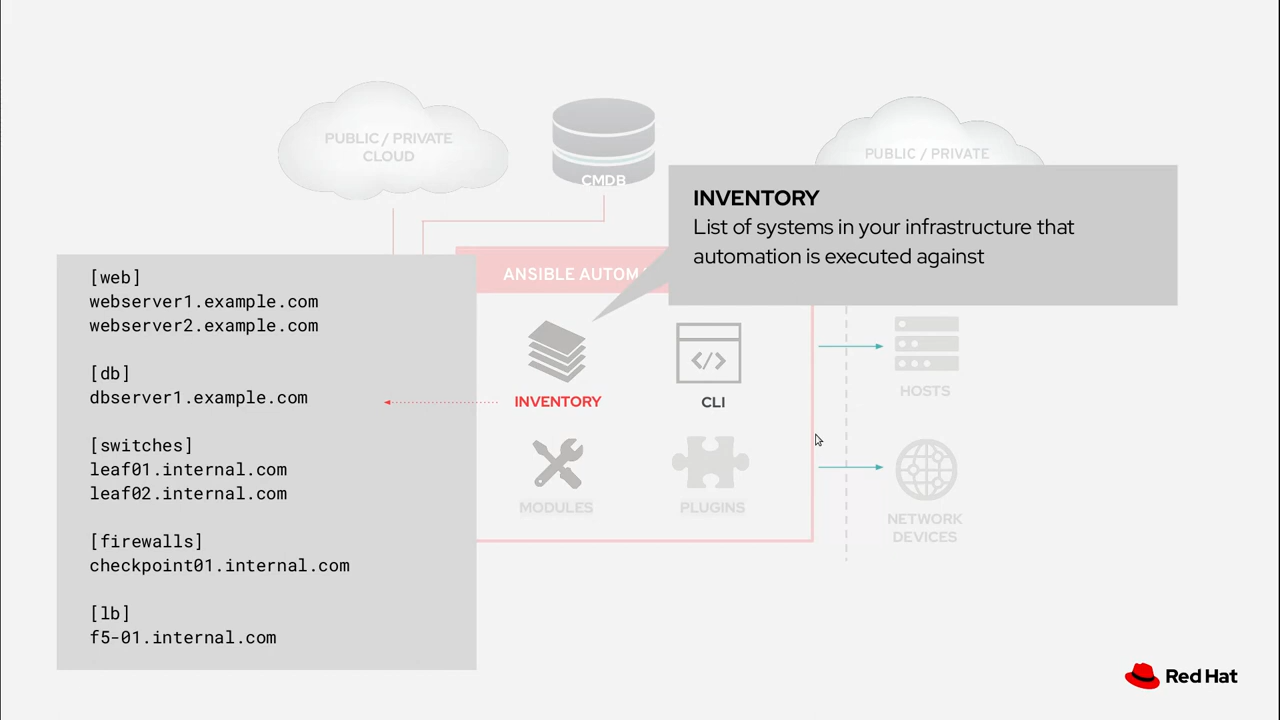 PUBLIC / PRIVATE
CLOUD
CMDB
PUBLIC / PRIVATE
INVENTORY
List of systems in your infrastructure that
automation is executed against
ANSIBLE AUTOM
[web]
webserver1.example.com
webserver2.example.com
[db]
dbserver1.example.com
[switches]
leaf01.internal.com
leaf02.internal.com
[firewalls]
checkpoint01.internal.com
[lb]
f5-01.internal.com
INVENTORY
CLI
MODULES
PLUGINS
HOSTS
NETWORK
DEVICES
Red Hat